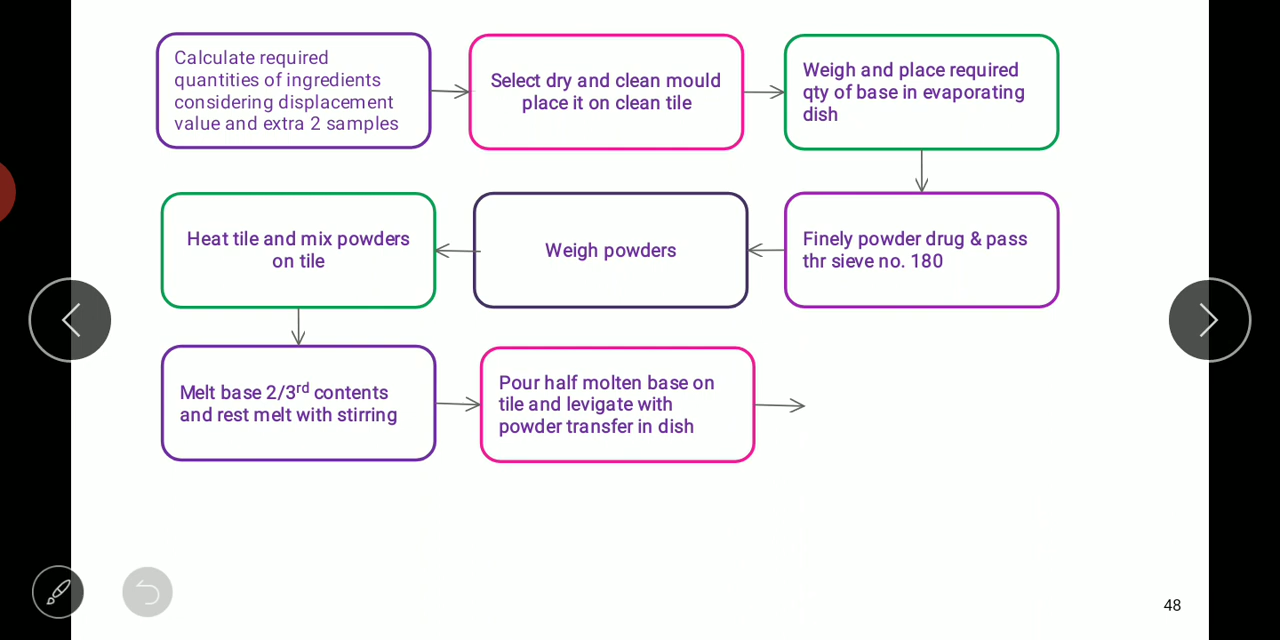 Calculate required
quantities of ingredients
considering displacement
value and extra 2 samples
Select dry and clean mould
place it on clean tile
Weigh and place required
qty of base in evaporating
dish
Finely powder drug & pass
thr sieve no. 180
Weigh powders
Heat tile and mix powders
on tile
Melt base 2/3rd contents
and rest melt with stirring
Pour half molten base on
tile and levigate with
powder transfer in dish
48